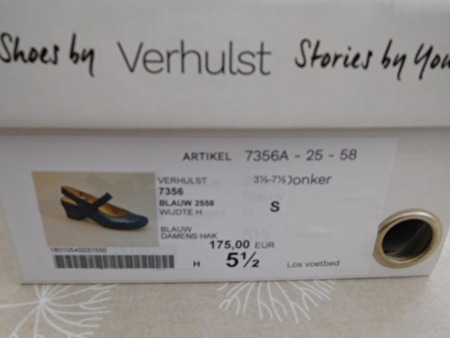 Shoes by Verhulst Stories by You
ARTIKEL 7356A - 25 - 58
VERHULST 3½-7½ Donker
7356
BLAUW 2558
WIJDTE H
S
BLAUW
DAMENS HAK
175,00 EUR
H 5½ Los voetbed